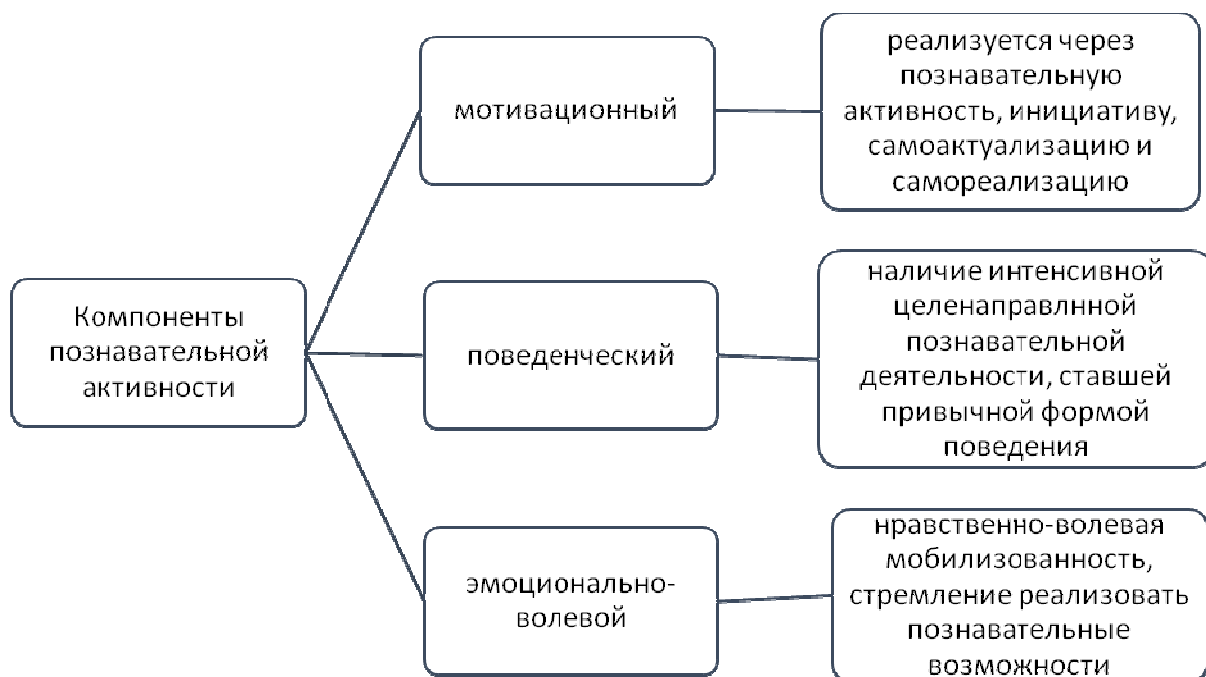 Компоненты
познавательной
активности
мотивационный
реализуется через
познавательную
активность, инициативу,
самоактуализацию и
самореализацию
поведенческий
наличие интенсивной
целенаправлнной
познавательной
деятельности, ставшей
привычной формой
поведения
эмоционально-
волевой
нравственно-волевая
мобилизованность,
стремление реализовать
познавательные
возможности